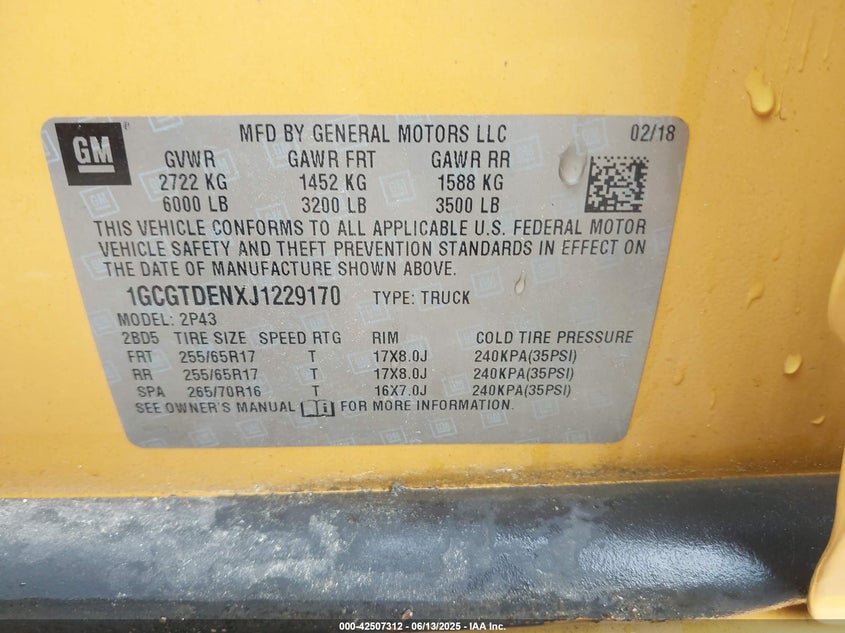 GM
MFD BY GENERAL MOTORS LLC 02/18
GVWR GAWR FRT GAWR RR
2722 KG 1452 KG 1588 KG
6000 LB 3200 LB 3500 LB
THIS VEHICLE CONFORMS TO ALL APPLICABLE U.S. FEDERAL MOTOR
VEHICLE SAFETY AND THEFT PREVENTION STANDARDS IN EFFECT ON
THE DATE OF MANUFACTURE SHOWN ABOVE.
1GCGTDENXJ1229170 TYPE: TRUCK
MODEL: 2P43
2BD5 TIRE SIZE SPEED RTG RIM COLD TIRE PRESSURE
FRT 255/65R17 T 17X8.0J 240KPA(35PSI)
RR 255/65R17 T 17X8.0J 240KPA(35PSI)
SPA 265/70R16 T 16X7.0J 240KPA(35PSI)
SEE OWNER'S MANUAL FOR MORE INFORMATION.
000-42507312 - 06/13/2025 - IAA Inc.